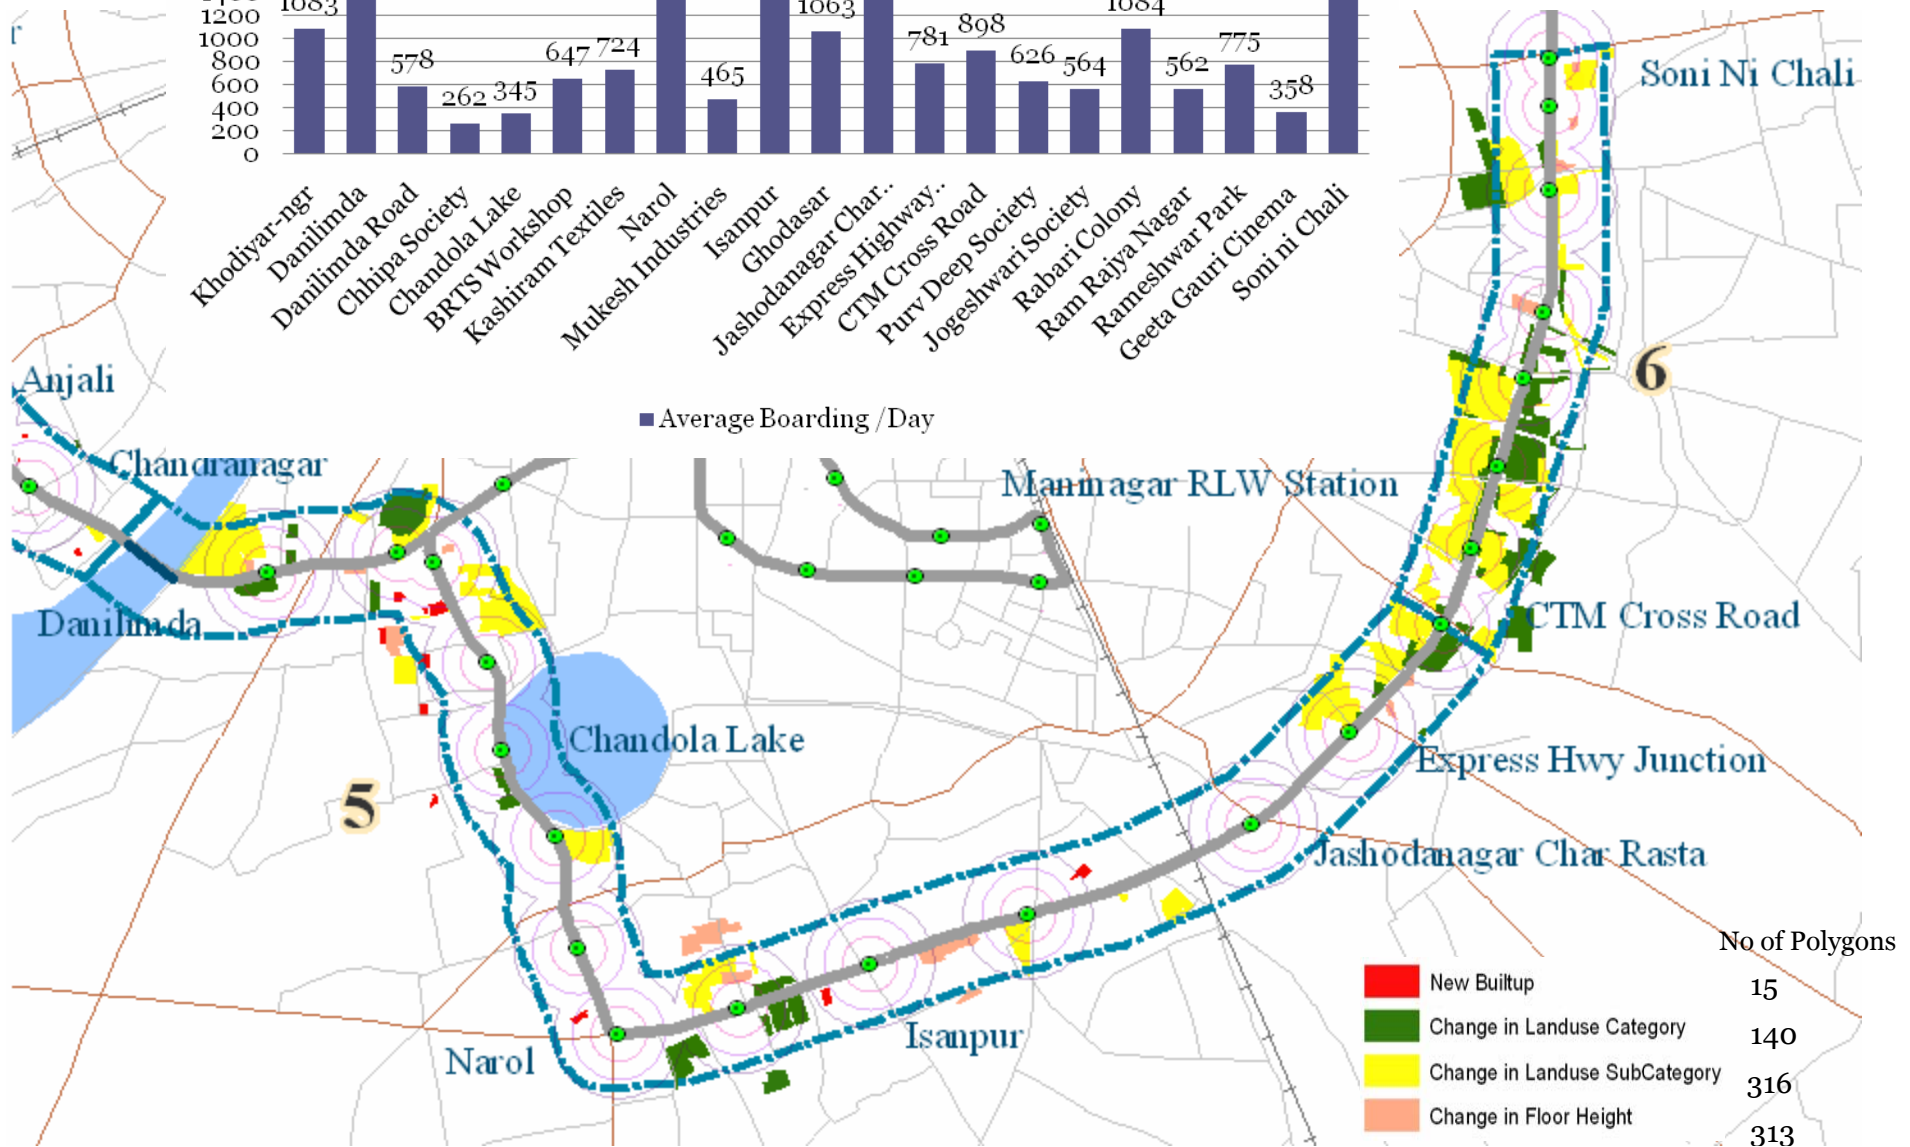 1083
1063
1084
1200
1000
800
600
400
200
0
578
262
345
647
724
465
781
898
626
564
562
775
358
Khodiyar-ngr
Danilimda
Danilimda Road
Chhipa Society
Chandola Lake
BRTS Workshop
Kashiram Textiles
Narol
Mukesh Industries
Isanpur
Ghodasar
Jashodanagar Char..
Express Highway..
CTM Cross Road
Purv Deep Society
Jogeshwari Society
Rabari Colony
Ram Rajya Nagar
Rameshwar Park
Geeta Gauri Cinema
Soni ni Chali
Average Boarding /Day
Soni Ni Chali
6
Anjali
Chandranagar
Maninagar RLW Station
Danilimda
CTM Cross Road
Chandola Lake
Express Hwy Junction
5
Jashodanagar Char Rasta
Isanpur
Narol
No of Polygons
New Builtup 15
Change in Landuse Category 140
Change in Landuse SubCategory 316
Change in Floor Height 313